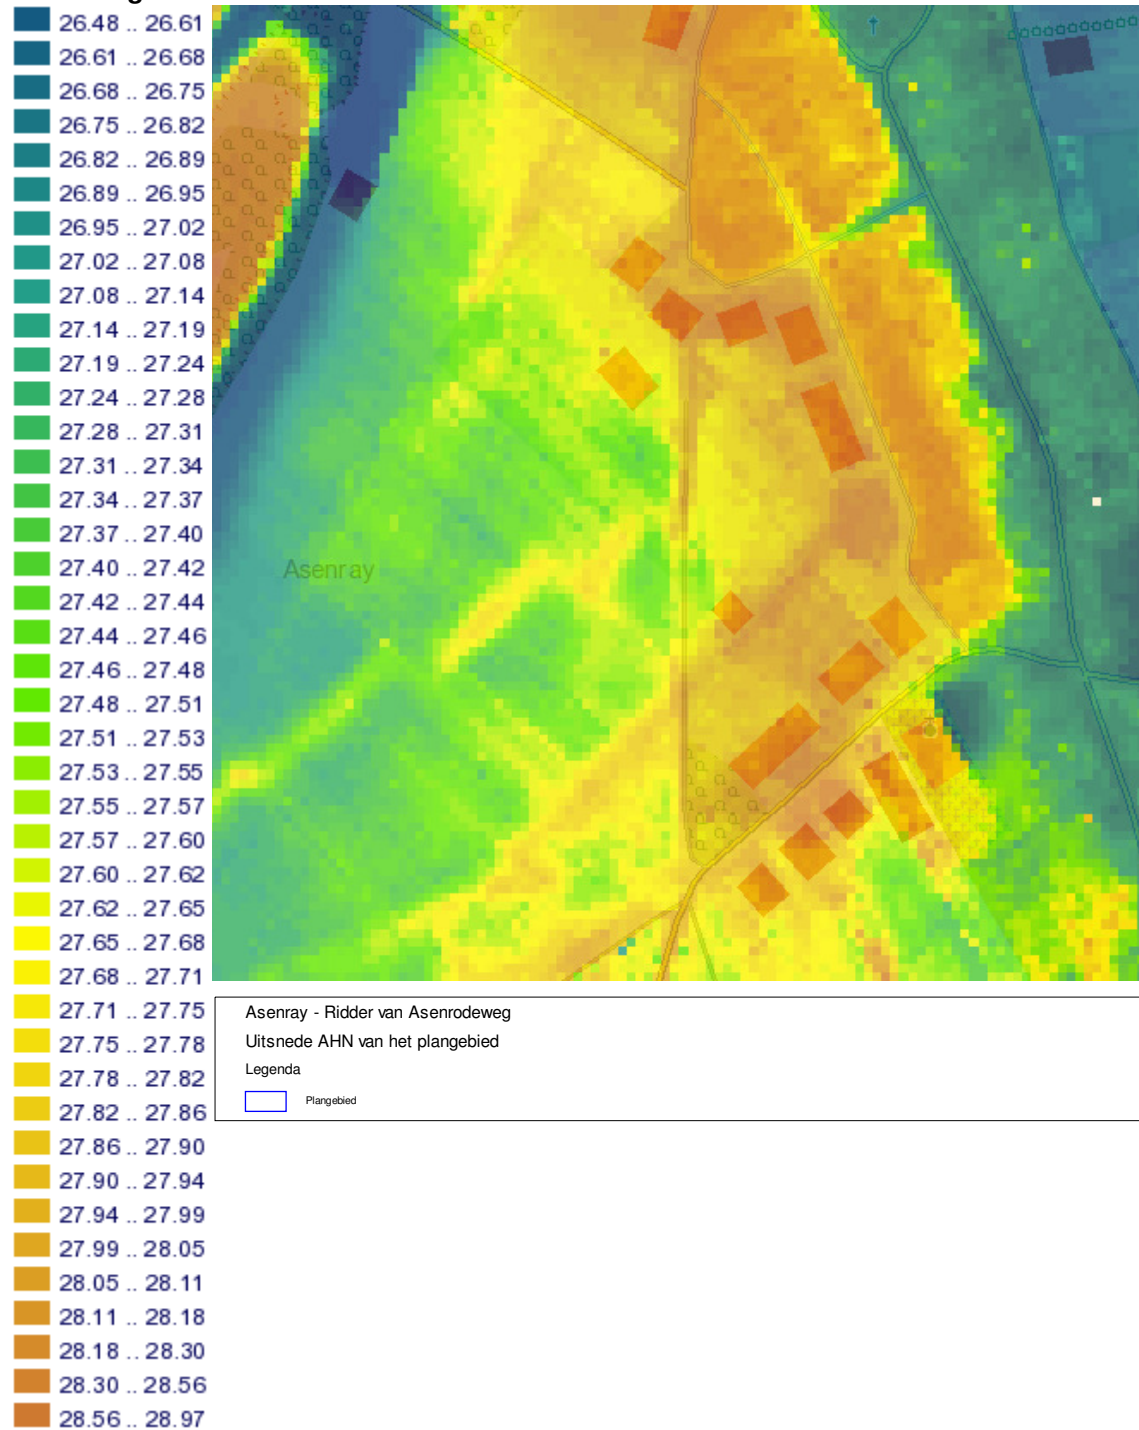 26.48 .. 26.61
26.61 .. 26.68
26.68 .. 26.75
26.75 .. 26.82
26.82 .. 26.89
26.89 .. 26.95
26.95 .. 27.02
27.02 .. 27.08
27.08 .. 27.14
27.14 .. 27.19
27.19 .. 27.24
27.24 .. 27.28
27.28 .. 27.31
27.31 .. 27.34
27.34 .. 27.37
27.37 .. 27.40
27.40 .. 27.42
27.42 .. 27.44
27.44 .. 27.46
27.46 .. 27.48
27.48 .. 27.51
27.51 .. 27.53
27.53 .. 27.55
27.55 .. 27.57
27.57 .. 27.60
27.60 .. 27.62
27.62 .. 27.65
27.65 .. 27.68
27.68 .. 27.71
27.71 .. 27.75
27.75 .. 27.78
27.78 .. 27.82
27.82 .. 27.86
27.86 .. 27.90
27.90 .. 27.94
27.94 .. 27.99
27.99 .. 28.05
28.05 .. 28.11
28.11 .. 28.18
28.18 .. 28.30
28.30 .. 28.56
28.56 .. 28.97
Asenray
Asenray - Ridder van Asenrodeweg
Uitsnede AHN van het plangebied
Legenda
Plangebied